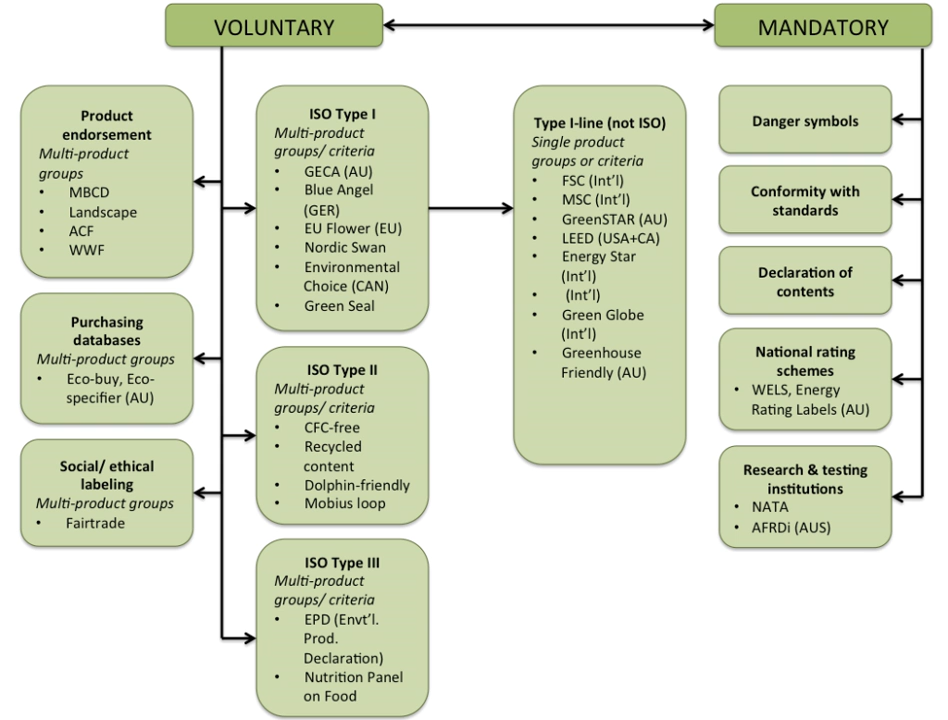 VOLUNTARY
MANDATORY
Product
endorsement
Multi-product
groups
• MBCD
• Landscape
• ACF
• WWF
Purchasing
databases
Multi-product groups
• Eco-buy, Eco-
specifier (AU)
Social/ ethical
labeling
Multi-product groups
• Fairtrade
ISO Type I
Multi-product
groups/ criteria
• GECA (AU)
• Blue Angel
(GER)
• EU Flower (EU)
• Nordic Swan
• Environmental
Choice (CAN)
• Green Seal
ISO Type II
Multi-product
groups/ criteria
• CFC-free
• Recycled
content
• Dolphin-friendly
• Mobius loop
ISO Type III
Multi-product
groups/ criteria
• EPD (Envt'l.
Prod.
Declaration)
• Nutrition Panel
on Food
Type I-line (not ISO)
Single product
groups or criteria
• FSC (Int'l)
• MSC (Int'l)
• GreenSTAR (AU)
• LEED (USA+CA)
• Energy Star
(Int'l)
• (Int'l)
• Green Globe
(Int'l)
• Greenhouse
Friendly (AU)
Danger symbols
Conformity with
standards
Declaration of
contents
National rating
schemes
• WELS, Energy
Rating Labels (AU)
Research & testing
institutions
• NATA
• AFRDi (AUS)